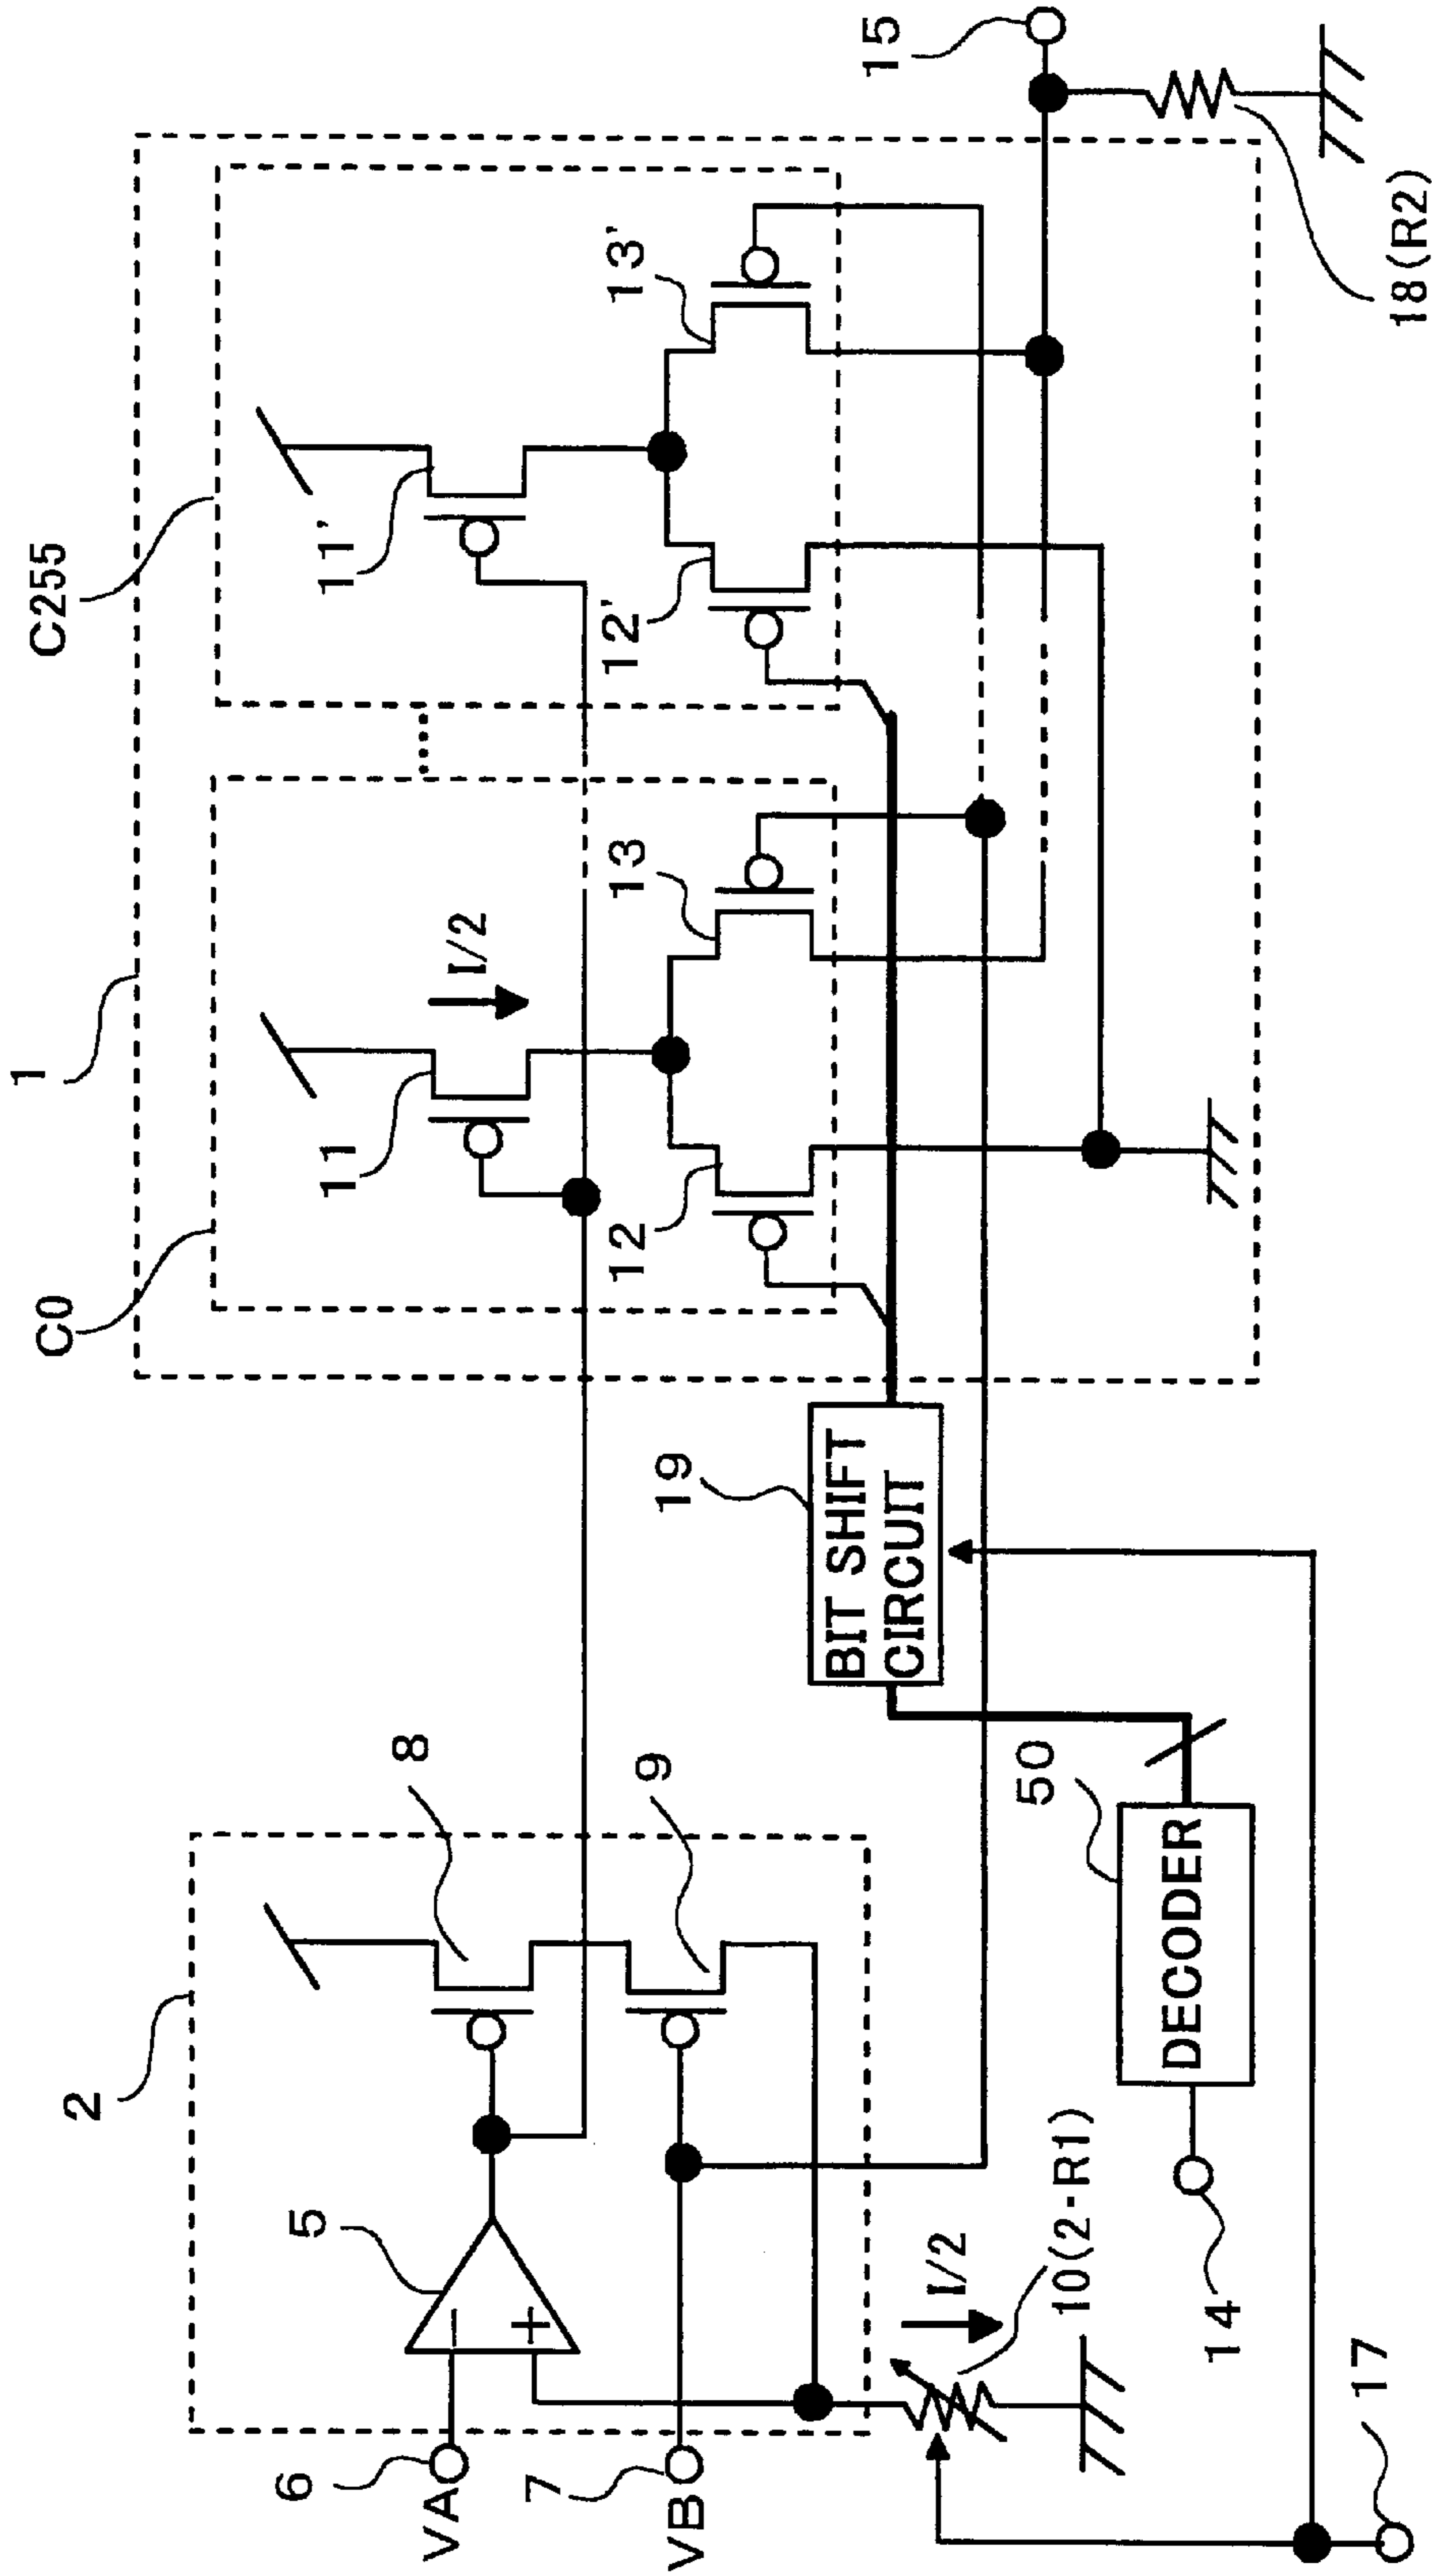 1
C0
C255
2
8
11
I/2
11'
5
9
12
13
12'
13'
6
VA
7
VB
19
BIT SHIFT
CIRCUIT
15
I/2
10(2·R1)
50
DECODER
14
17
18(R2)